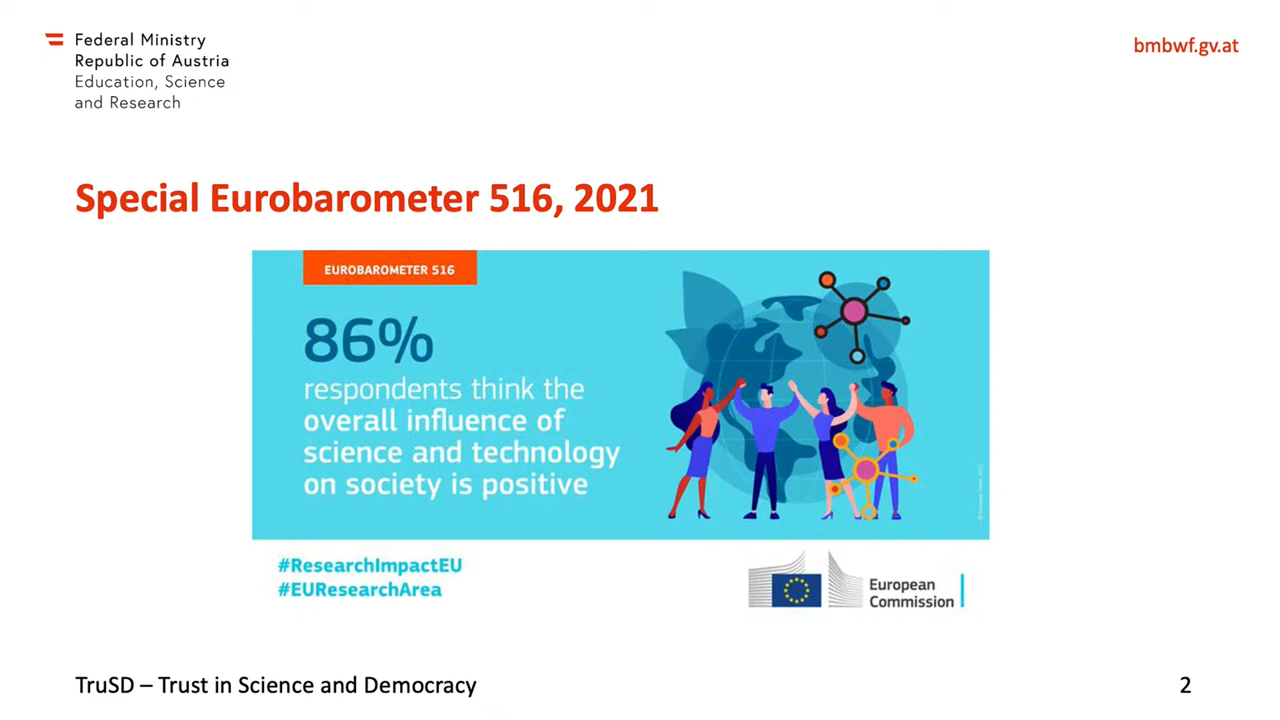 Federal Ministry
Republic of Austria
Education, Science
and Research
bmbwf.gv.at
Special Eurobarometer 516, 2021
EUROBAROMETER 516
86%
respondents think the
overall influence of
science and technology
on society is positive
#ResearchImpactEU
#EUResearchArea
European
Commission
TruSD – Trust in Science and Democracy
2